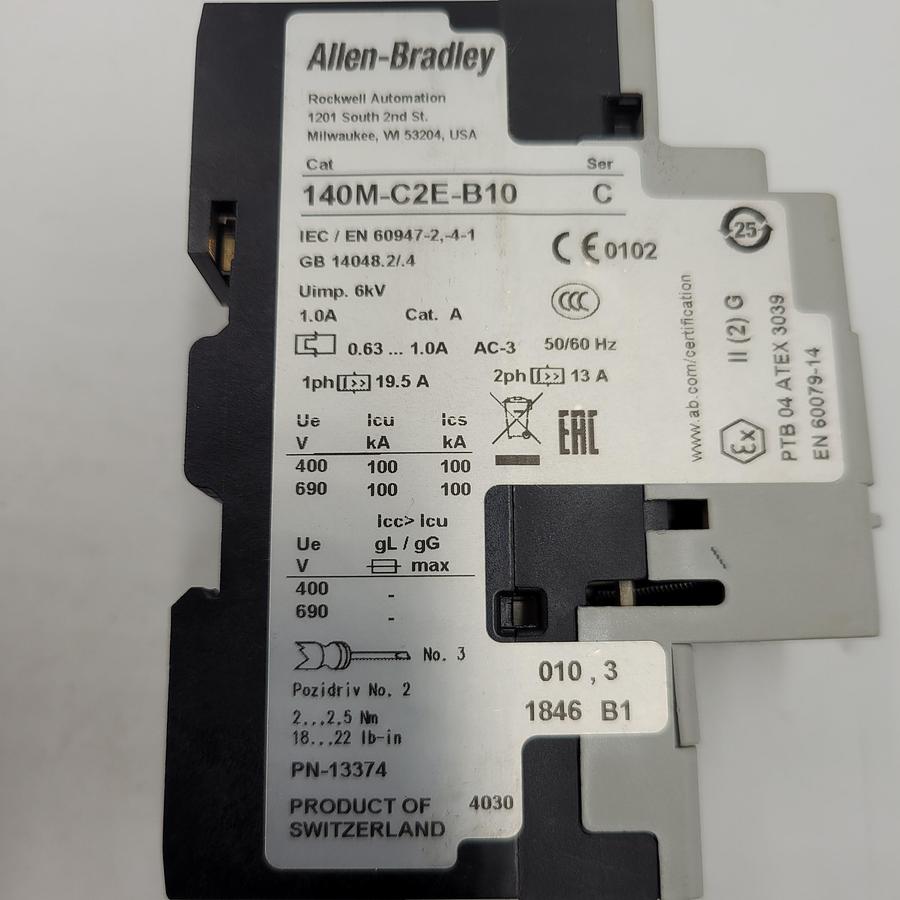 Allen-Bradley
Rockwell Automation
1201 South 2nd St.
Milwaukee, WI 53204, USA
Cat Ser
140M-C2E-B10 C
IEC / EN 60947-2,-4-1
GB 14048.2/.4
CE 0102
25
Uimp. 6kV
CCC
1.0A Cat. A
0.63 ... 1.0A AC-3 50/60 Hz
1ph >> 19.5 A 2ph >> 13 A
Ue Icu Ics
V kA kA
400 100 100
690 100 100
EAC
Icc> Icu
Ue gL / gG
V max
400 -
690 -
No. 3
Pozidriv No. 2
2...2.5 Nm
18...22 lb-in
PN-13374
PRODUCT OF 4030
SWITZERLAND
www.ab.com/certification
II (2) G
Ex
PTB 04 ATEX 3039
EN 60079-14
010 , 3
1846 B1